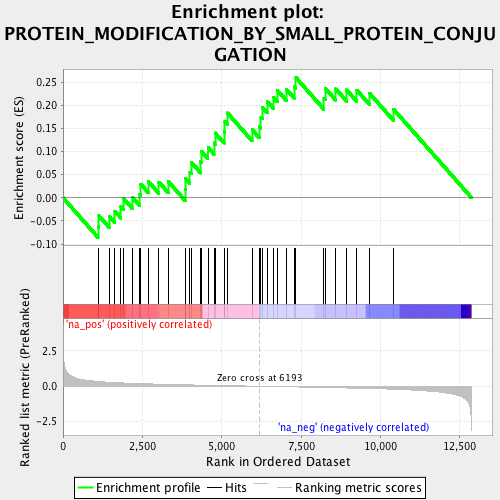 Enrichment plot:
PROTEIN_MODIFICATION_BY_SMALL_PROTEIN_CONJU
GATION
Enrichment score (ES)
0.25
0.20
0.15
0.10
0.05
0.00
-0.05
-0.10
'na_pos' (positively correlated)
Ranked list metric (PreRanked)
2.5
0.0
-2.5
Zero cross at 6193
'na_neg' (negatively correlated)
0
2,500
5,000
7,500
10,000
12,500
Rank in Ordered Dataset
Enrichment profile
Hits
Ranking metric scores